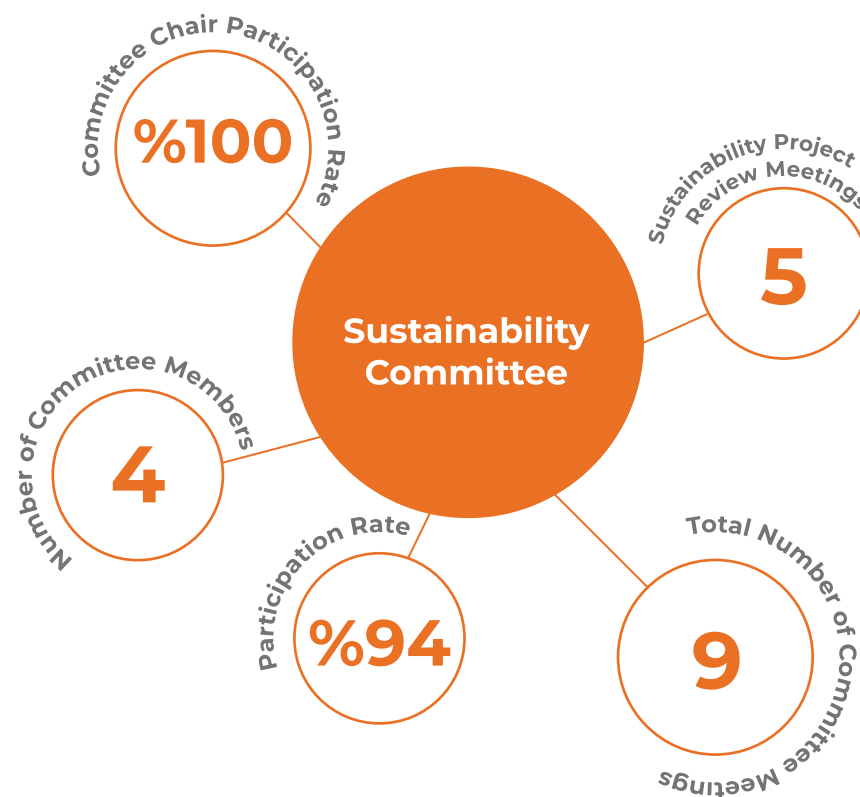 Committee Chair Participation Rate
%100
Sustainability Project
Review Meetings
5
Sustainability
Committee
Number of Committee Members
4
Participation Rate
%94
Total Number of Committee Meetings
9